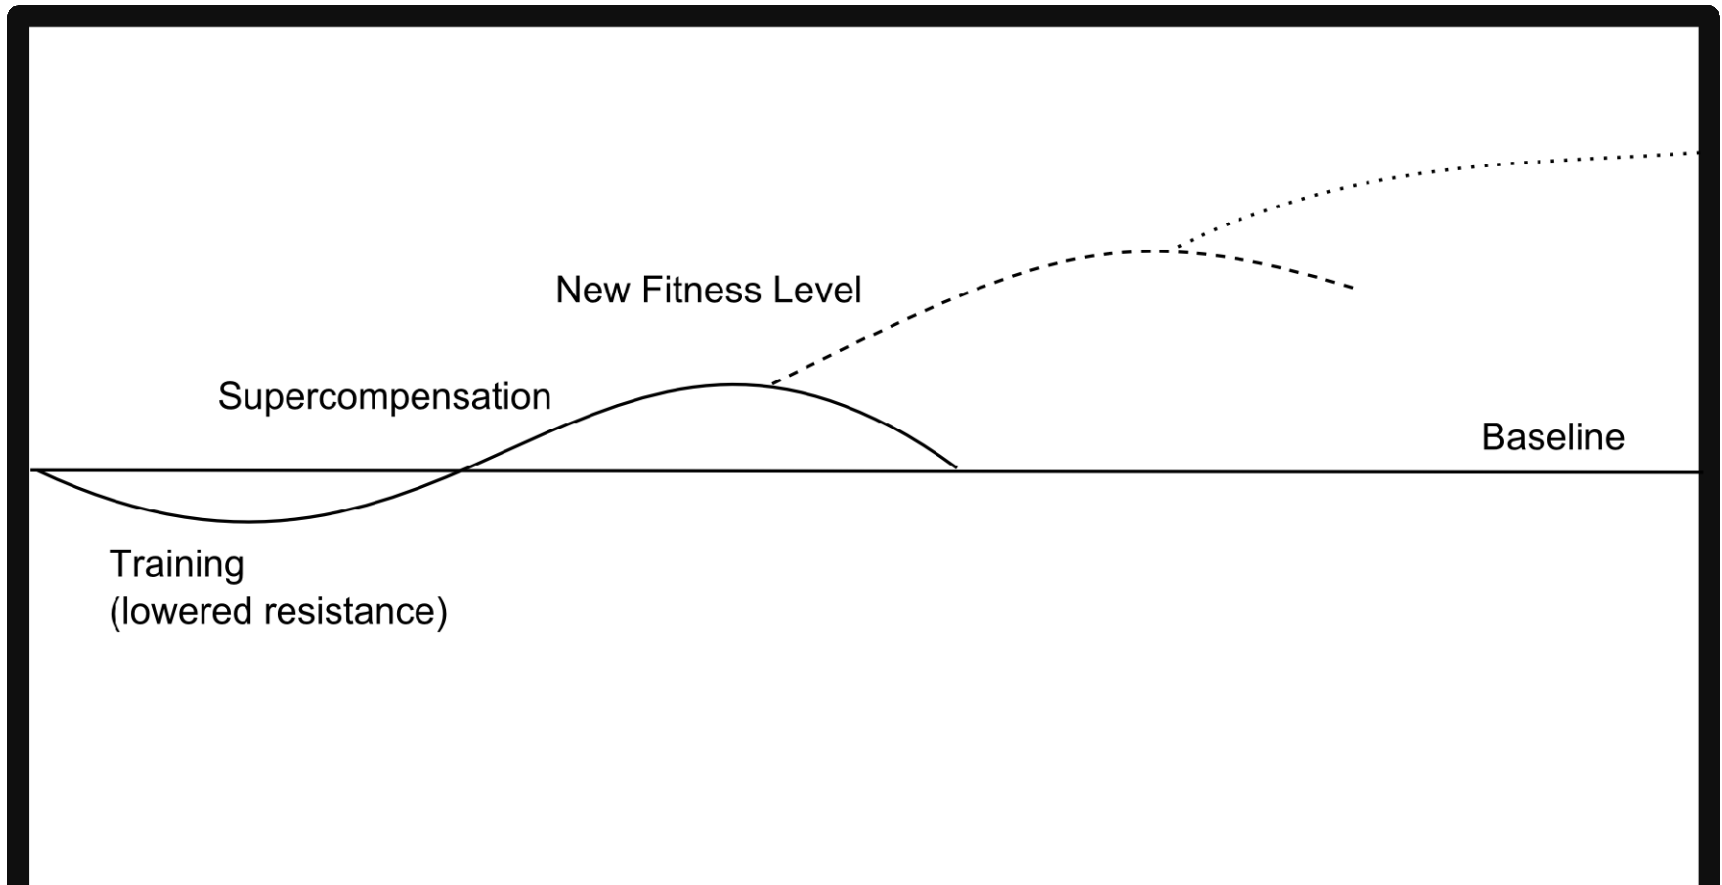 New Fitness Level
Supercompensation
Baseline
Training
(lowered resistance)